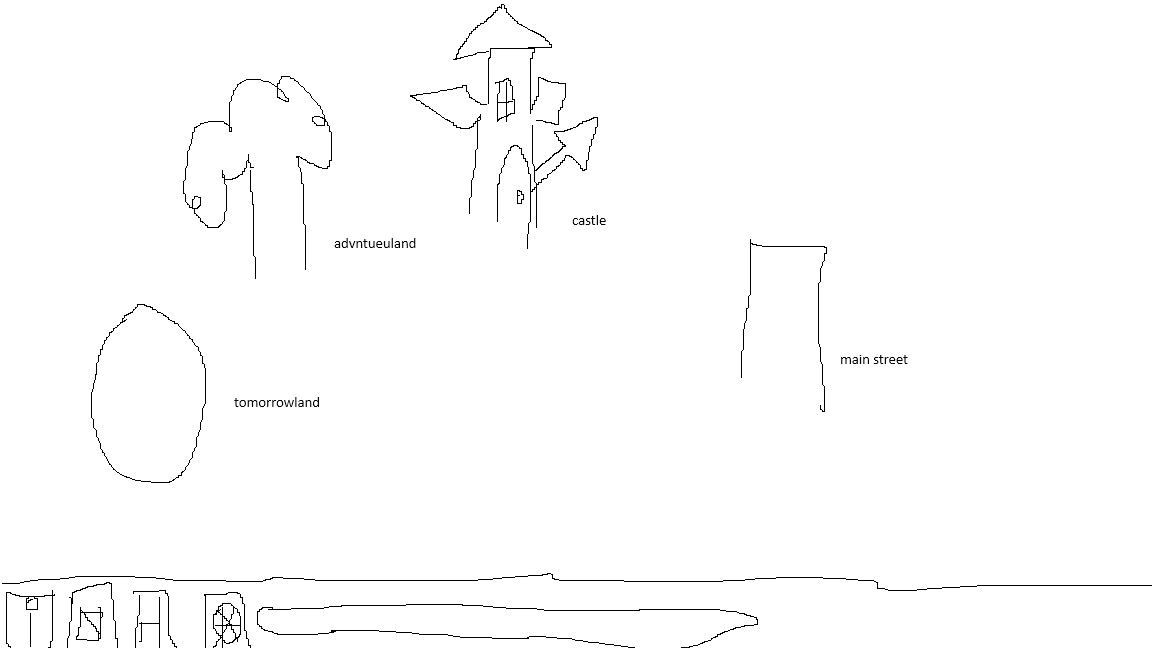 castle
advntueuland
main street
tomorrowland